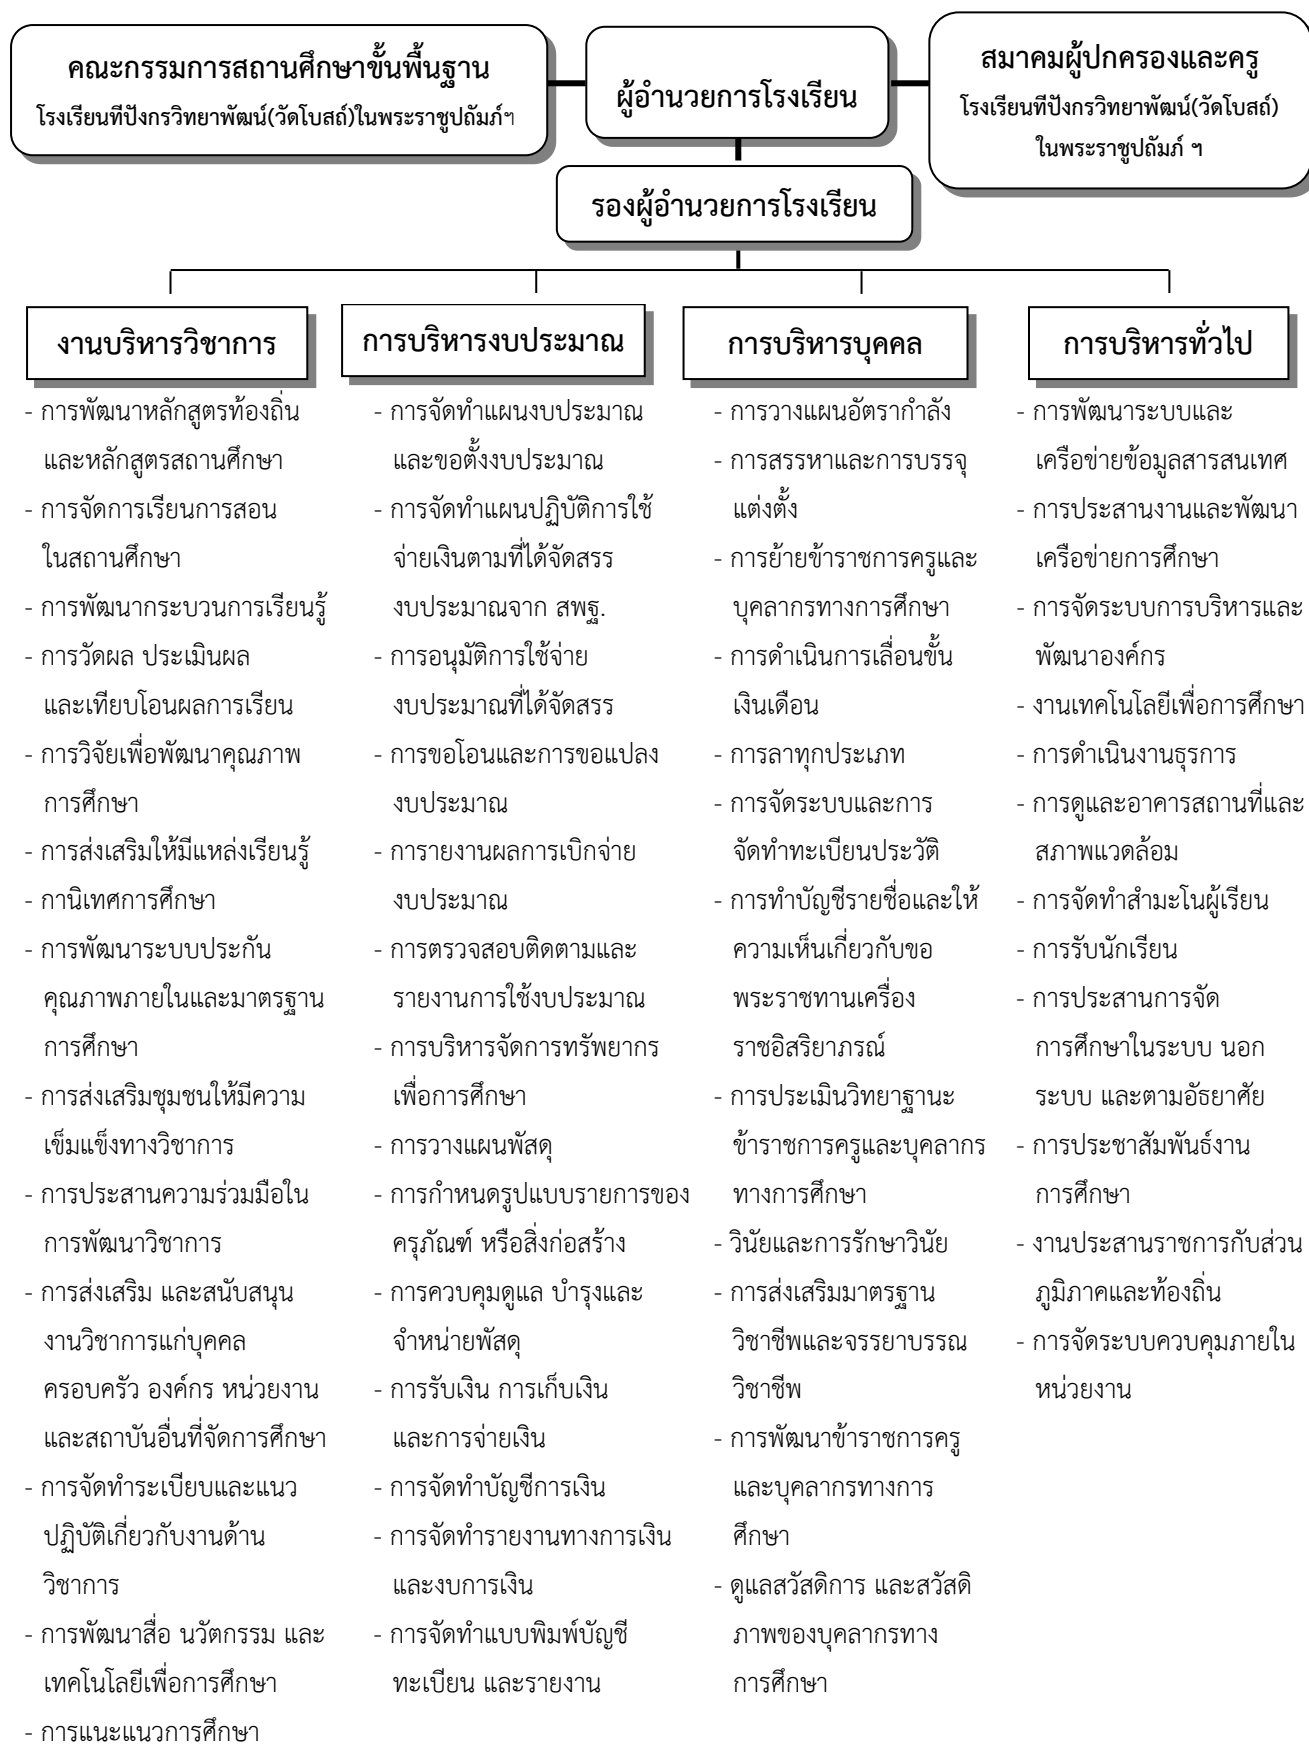 คณะกรรมการสถานศึกษาขั้นพื้นฐาน
โรงเรียนทีปังกรวิทยาพัฒน์(วัดโบสถ์)ในพระราชูปถัมภ์ฯ
ผู้อำนวยการโรงเรียน
สมาคมผู้ปกครองและครู
โรงเรียนทีปังกรวิทยาพัฒน์(วัดโบสถ์)
ในพระราชูปถัมภ์ ฯ
รองผู้อำนวยการโรงเรียน
งานบริหารวิชาการ
- การพัฒนาหลักสูตรท้องถิ่น
และหลักสูตรสถานศึกษา
- การจัดการเรียนการสอน
ในสถานศึกษา
- การพัฒนากระบวนการเรียนรู้
- การวัดผล ประเมินผล
และเทียบโอนผลการเรียน
- การวิจัยเพื่อพัฒนาคุณภาพ
การศึกษา
- การส่งเสริมให้มีแหล่งเรียนรู้
- กานิเทศการศึกษา
- การพัฒนาระบบประกัน
คุณภาพภายในและมาตรฐาน
การศึกษา
- การส่งเสริมชุมชนให้มีความ
เข็มแข็งทางวิชาการ
- การประสานความร่วมมือใน
การพัฒนาวิชาการ
- การส่งเสริม และสนับสนุน
งานวิชาการแก่บุคคล
ครอบครัว องค์กร หน่วยงาน
และสถาบันอื่นที่จัดการศึกษา
- การจัดทำระเบียบและแนว
ปฏิบัติเกี่ยวกับงานด้าน
วิชาการ
- การพัฒนาสื่อ นวัตกรรม และ
เทคโนโลยีเพื่อการศึกษา
- การแนะแนวการศึกษา
การบริหารงบประมาณ
- การจัดทำแผนงบประมาณ
และขอตั้งงบประมาณ
- การจัดทำแผนปฏิบัติการใช้
จ่ายเงินตามที่ได้จัดสรร
งบประมาณจาก สพฐ.
- การอนุมัติการใช้จ่าย
งบประมาณที่ได้จัดสรร
- การขอโอนและการขอแปลง
งบประมาณ
- การายงานผลการเบิกจ่าย
งบประมาณ
- การตรวจสอบติดตามและ
รายงานการใช้งบประมาณ
- การบริหารจัดการทรัพยากร
เพื่อการศึกษา
- การวางแผนพัสดุ
- การกำหนดรูปแบบรายการของ
ครุภัณฑ์ หรือสิ่งก่อสร้าง
- การควบคุมดูแล บำรุงและ
จำหน่ายพัสดุ
- การรับเงิน การเก็บเงิน
และการจ่ายเงิน
- การจัดทำบัญชีการเงิน
- การจัดทำรายงานทางการเงิน
และงบการเงิน
- การจัดทำแบบพิมพ์บัญชี
ทะเบียน และรายงาน
การบริหารบุคคล
- การวางแผนอัตรากำลัง
- การสรรหาและการบรรจุ
แต่งตั้ง
- การย้ายข้าราชการครูและ
บุคลากรทางการศึกษา
- การดำเนินการเลื่อนขั้น
เงินเดือน
- การลาทุกประเภท
- การจัดระบบและการ
จัดทำทะเบียนประวัติ
- การทำบัญชีรายชื่อและให้
ความเห็นเกี่ยวกับขอ
พระราชทานเครื่อง
ราชอิสริยาภรณ์
- การประเมินวิทยาฐานะ
ข้าราชการครูและบุคลากร
ทางการศึกษา
- วินัยและการรักษาวินัย
- การส่งเสริมมาตรฐาน
วิชาชีพและจรรยาบรรณ
วิชาชีพ
- การพัฒนาข้าราชการครู
และบุคลากรทางการ
ศึกษา
- ดูแลสวัสดิการ และสวัสดิ
ภาพของบุคลากรทาง
การศึกษา
การบริหารทั่วไป
- การพัฒนาระบบและ
เครือข่ายข้อมูลสารสนเทศ
- การประสานงานและพัฒนา
เครือข่ายการศึกษา
- การจัดระบบการบริหารและ
พัฒนาองค์กร
- งานเทคโนโลยีเพื่อการศึกษา
- การดำเนินงานธุรการ
- การดูและอาคารสถานที่และ
สภาพแวดล้อม
- การจัดทำสำมะโนผู้เรียน
- การรับนักเรียน
- การประสานการจัด
การศึกษาในระบบ นอก
ระบบ และตามอัธยาศัย
- การประชาสัมพันธ์งาน
การศึกษา
- งานประสานราชการกับส่วน
ภูมิภาคและท้องถิ่น
- การจัดระบบควบคุมภายใน
หน่วยงาน